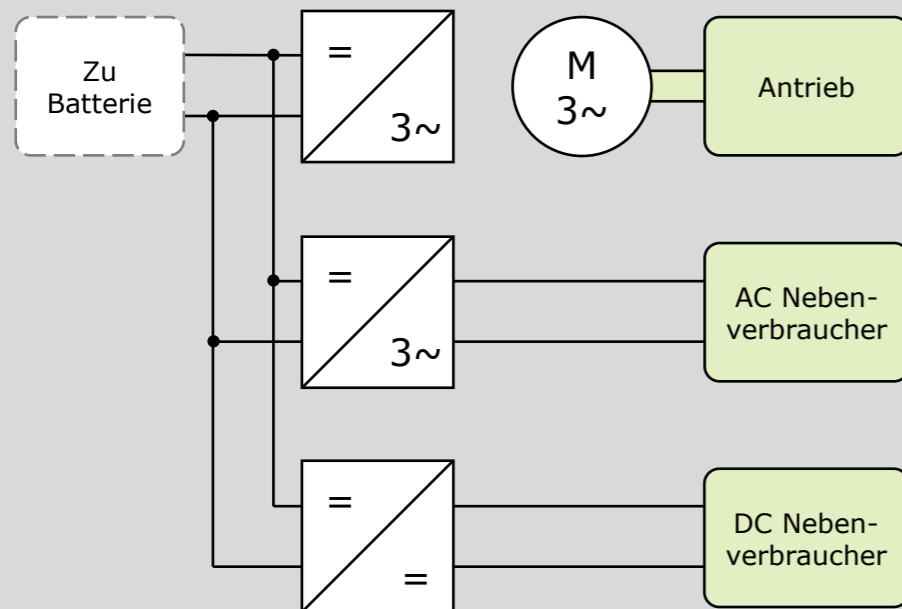 Zu
Batterie
=
3~
M
3~
Antrieb
=
3~
AC Neben-
verbraucher
=
=
DC Neben-
verbraucher